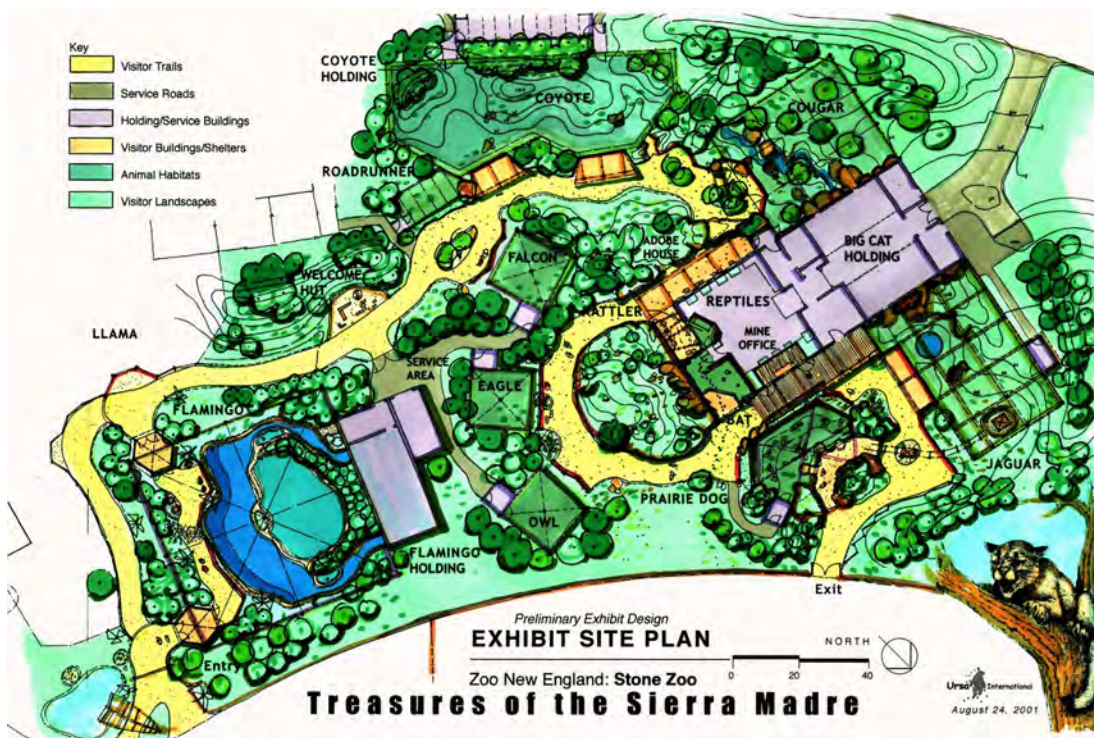 Key
Visitor Trails
Service Roads
Holding/Service Buildings
Visitor Buildings/Shelters
Animal Habitats
Visitor Landscapes
COYOTE
HOLDING
COYOTE
COUGAR
ROADRUNNER
WELCOME
HUT
FALCON
ADOBE
HOUSE
BIG CAT
HOLDING
RATTLER
REPTILES
MINE
OFFICE
LLAMA
SERVICE
AREA
EAGLE
FLAMINGO
BAT
JAGUAR
PRAIRIE DOG
OWL
FLAMINGO
HOLDING
Exit
Entry
Preliminary Exhibit Design
EXHIBIT SITE PLAN
NORTH
0 20 40
Zoo New England: Stone Zoo
Treasures of the Sierra Madre
Ursa International
August 24, 2001